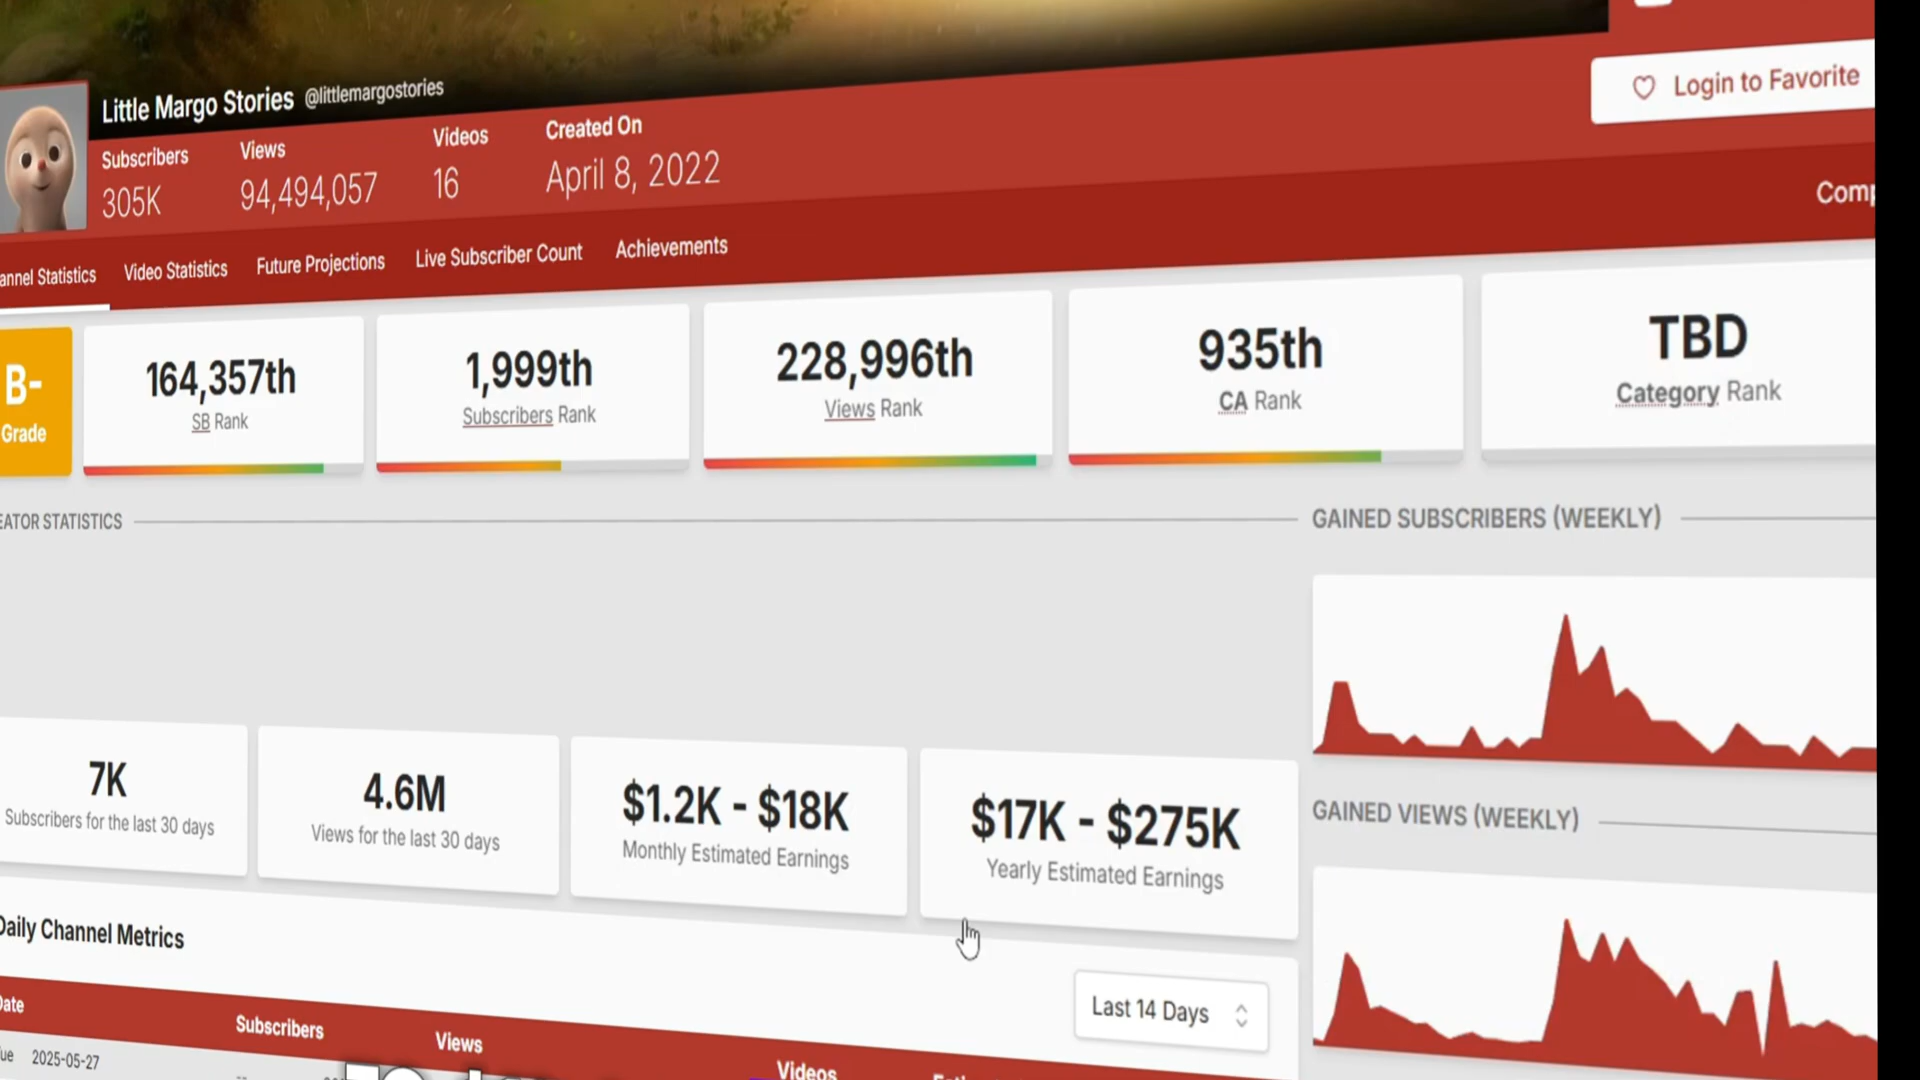 Little Margo Stories @littlemargostories
Login to Favorite
Subscribers Views Videos Created On
305K 94,494,057 16 April 8, 2022
annel Statistics Video Statistics Future Projections Live Subscriber Count Achievements Comp
B- 164,357th 1,999th 228,996th 935th TBD
Grade SB Rank Subscribers Rank Views Rank CA Rank Category Rank
EATOR STATISTICS GAINED SUBSCRIBERS (WEEKLY)
7K 4.6M $1.2K - $18K $17K - $275K
Subscribers for the last 30 days Views for the last 30 days Monthly Estimated Earnings Yearly Estimated Earnings
GAINED VIEWS (WEEKLY)
Daily Channel Metrics
Last 14 Days
Date Subscribers Views Videos
ue 2025-05-27